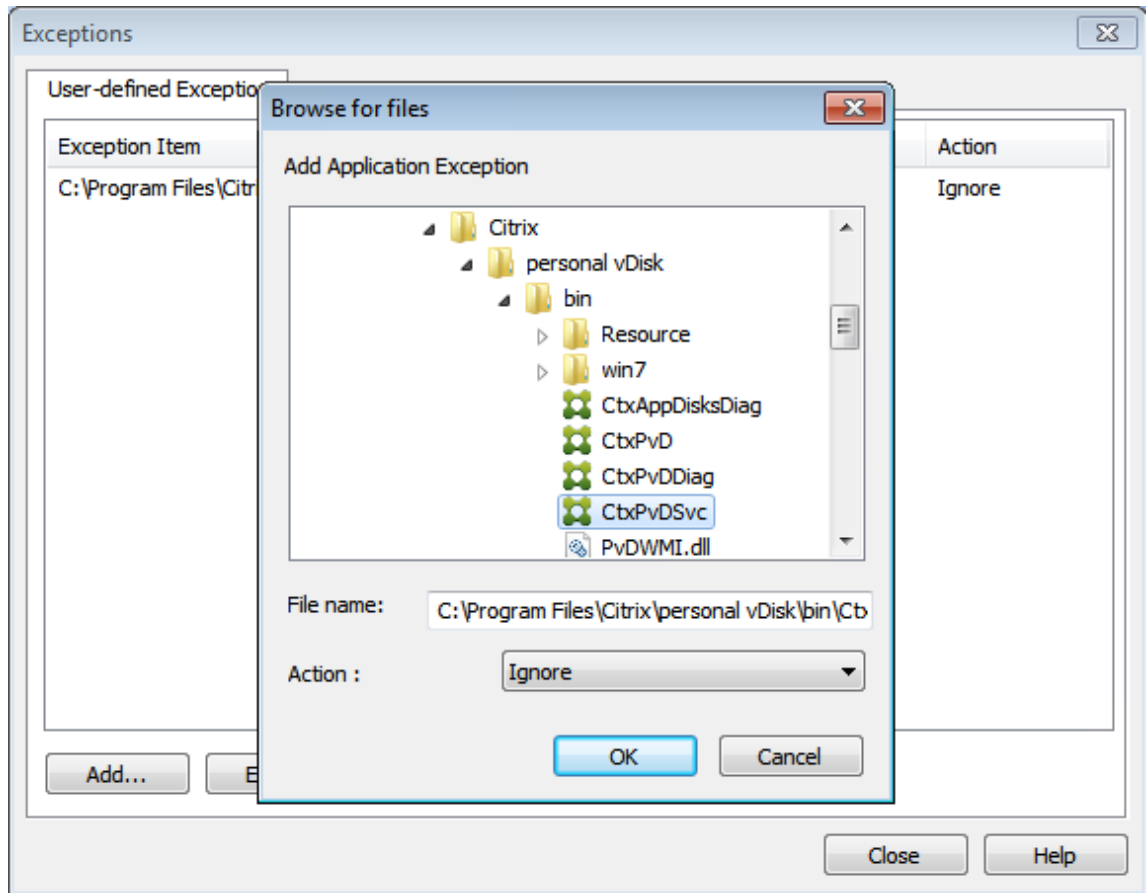 Exceptions
User-defined Exceptio
Browse for files
Exception Item
Action
Add Application Exception
C:\Program Files\Citri
Ignore
Citrix
personal vDisk
bin
Resource
win7
CtxAppDisksDiag
CtxPvD
CtxPvDDiag
CtxPvDSvc
PvDWMI.dll
File name:
C:\Program Files\Citrix\personal vDisk\bin\Ctx
Action :
Ignore
OK
Cancel
Add...
E
Close
Help